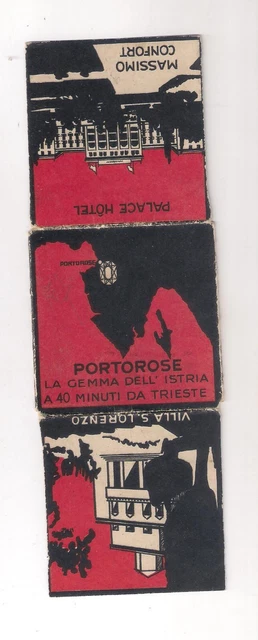 MASSIMO
CONFORT
PALACE HÔTEL
PORTOROSE
PORTOROSE
LA GEMMA DELL' ISTRIA
A 40 MINUTI DA TRIESTE
VILLA S. LORENZO